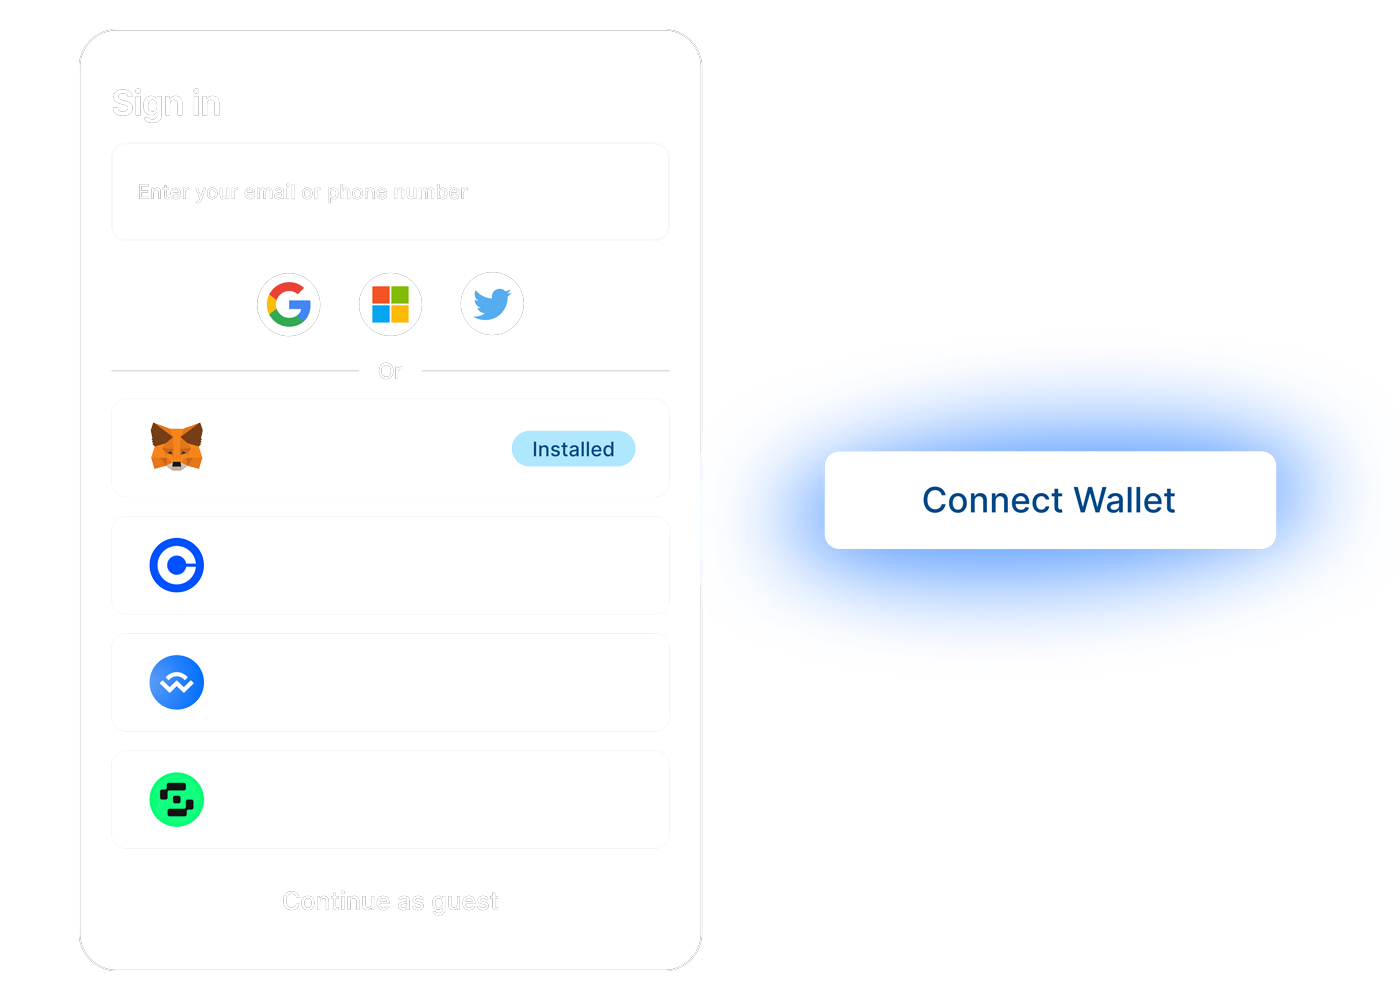 Sign in
Enter your email or phone number
Or
Installed
Continue as guest
Connect Wallet